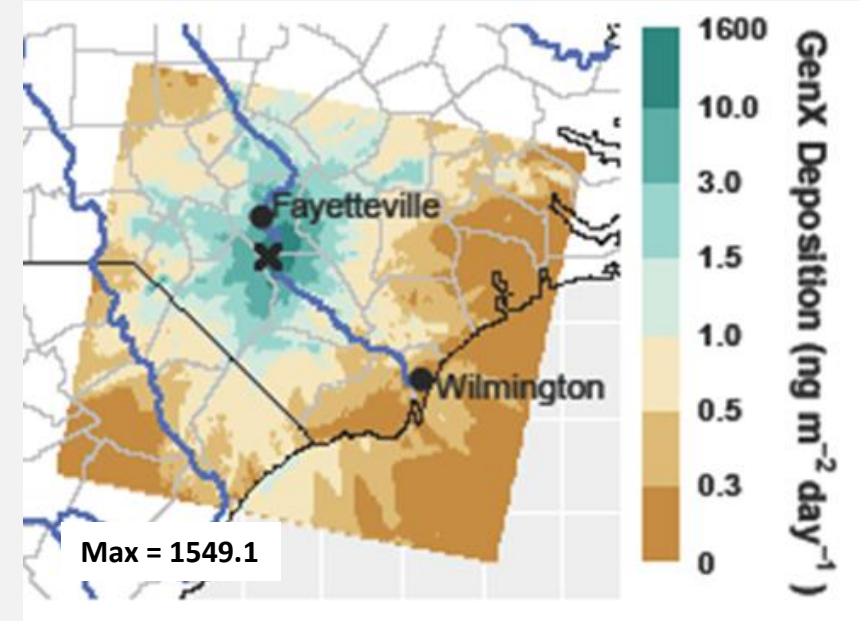 Fayetteville
Wilmington
Max = 1549.1
1600
10.0
3.0
1.5
1.0
0.5
0.3
0
GenX Deposition (ng m⁻² day⁻¹)